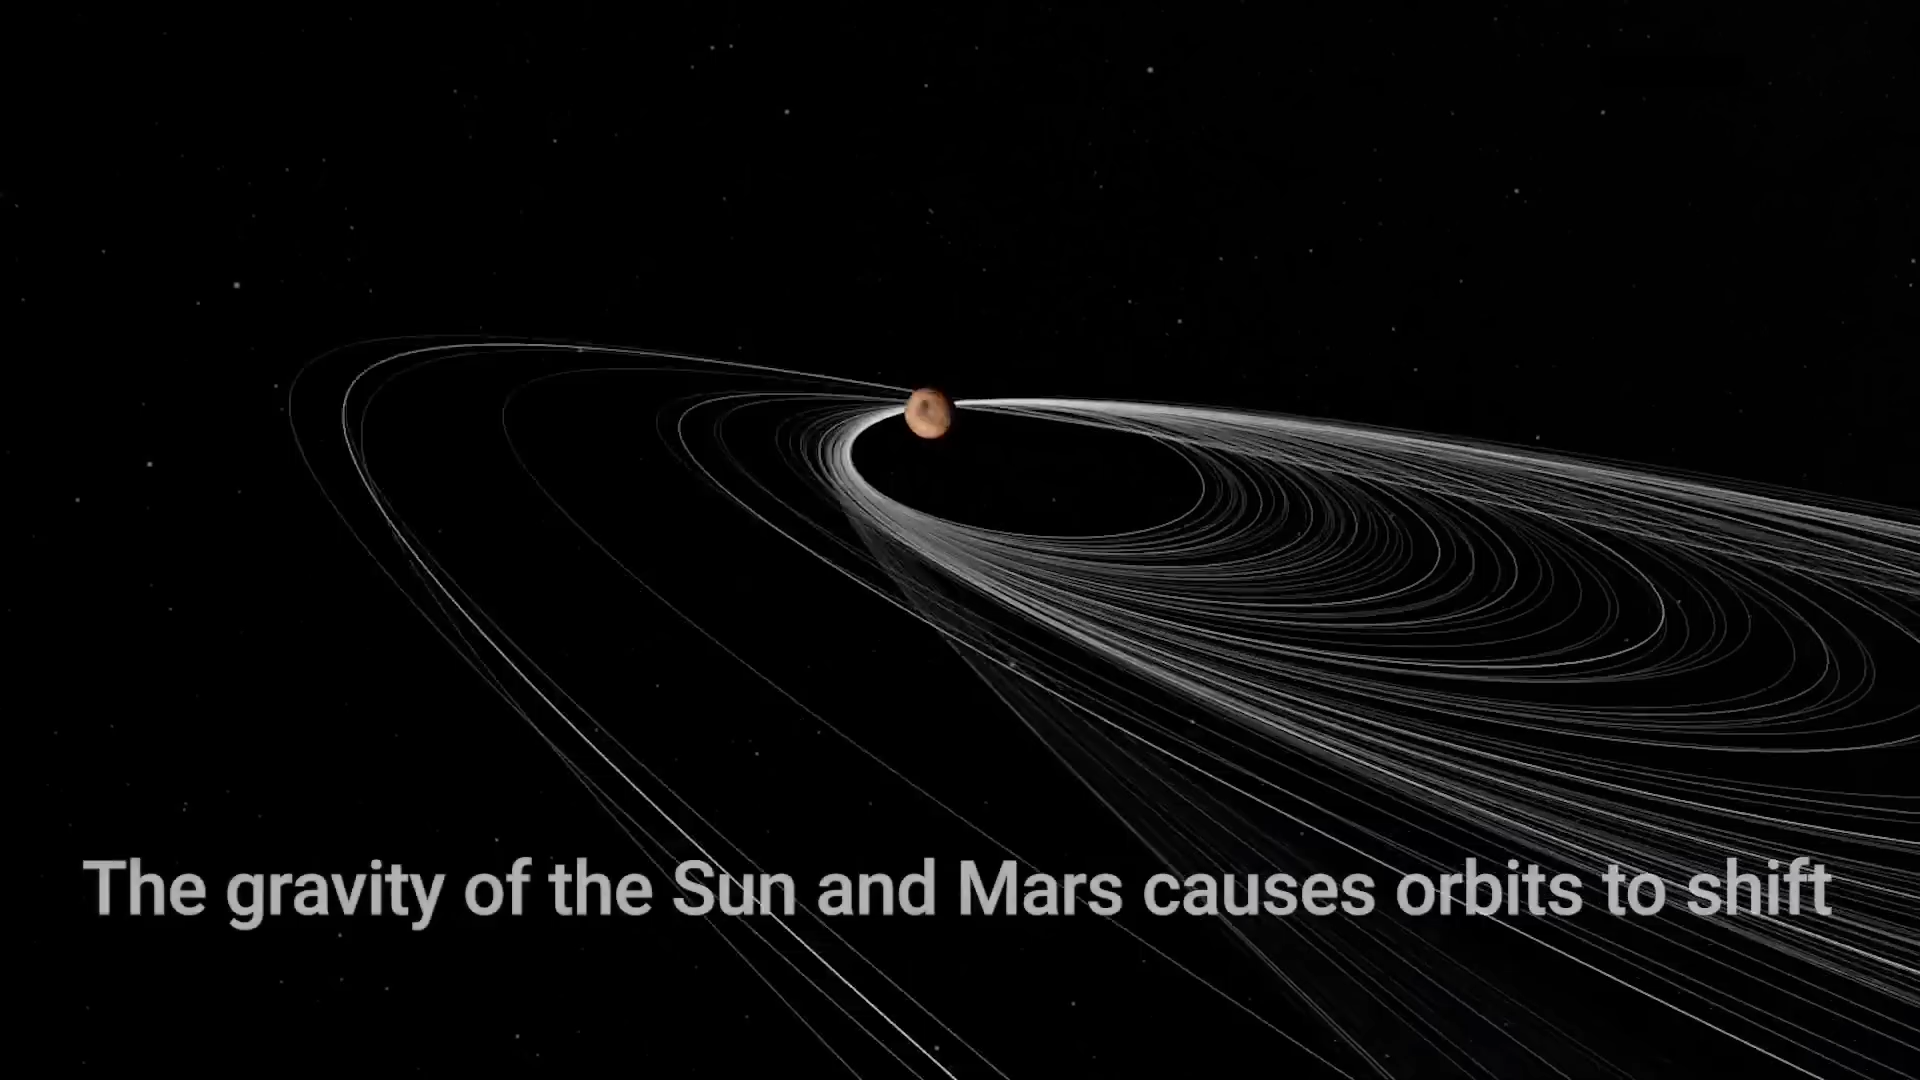 The gravity of the Sun and Mars causes orbits to shift